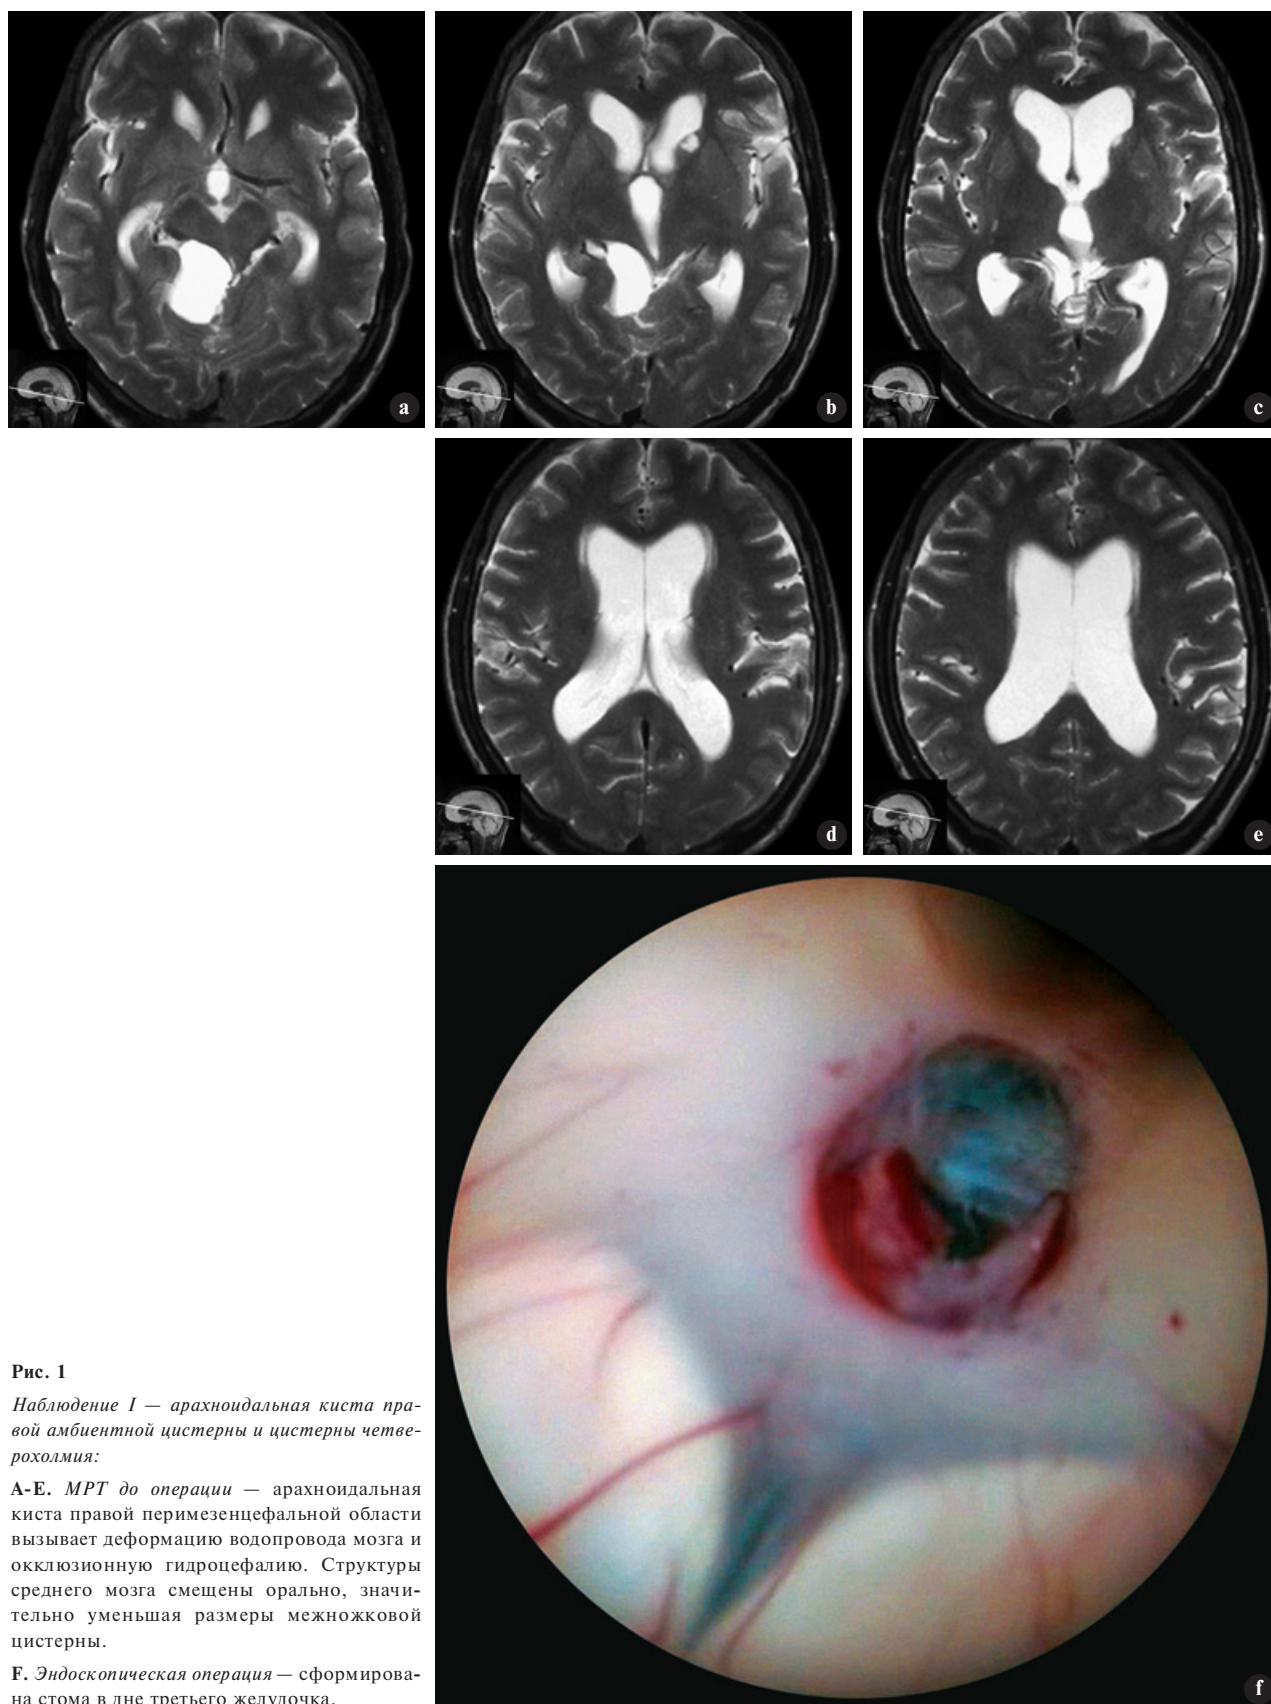 a
b
c
d
e
f
Рис. 1
Наблюдение I — арахноидальная киста пра-
вой амбиентной цистерны и цистерны четве-
рохолмия:
А-Е. МРТ до операции — арахноидальная
киста правой перимезенцефальной области
вызывает деформацию водопровода мозга и
окклюзионную гидроцефалию. Структуры
среднего мозга смещены орально, значи-
тельно уменьшая размеры межножковой
цистерны.
F. Эндоскопическая операция — сформирова-
на стома в дне третьего желудочка.